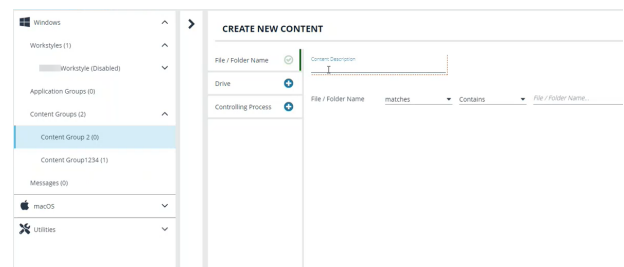 Windows
Workstyles (1)
Workstyle (Disabled)
Application Groups (0)
Content Groups (2)
Content Group 2 (0)
Content Group1234 (1)
Messages (0)
macOS
Utilities
CREATE NEW CONTENT
File / Folder Name
Drive
Controlling Process
Content Description
File / Folder Name matches Contains File / Folder Name...